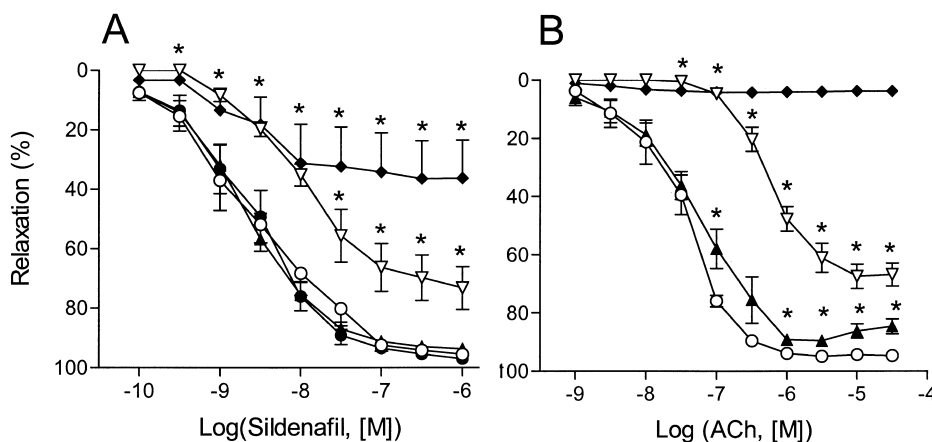 A
B
Relaxation (%)
0
20
40
60
80
100
* * * * * * * *
* * * *
-10 -9 -8 -7 -6
Log(Sildenafil, [M])
0
20
40
60
80
100
* * * * * * *
* * * * *
-9 -8 -7 -6 -5 -4
Log (ACh, [M])